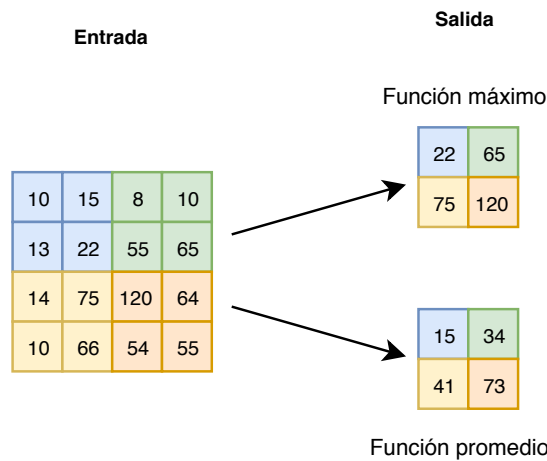 Entrada
Salida
Función máximo
22 65
75 120
10 15 8 10
13 22 55 65
14 75 120 64
10 66 54 55
15 34
41 73
Función promedio